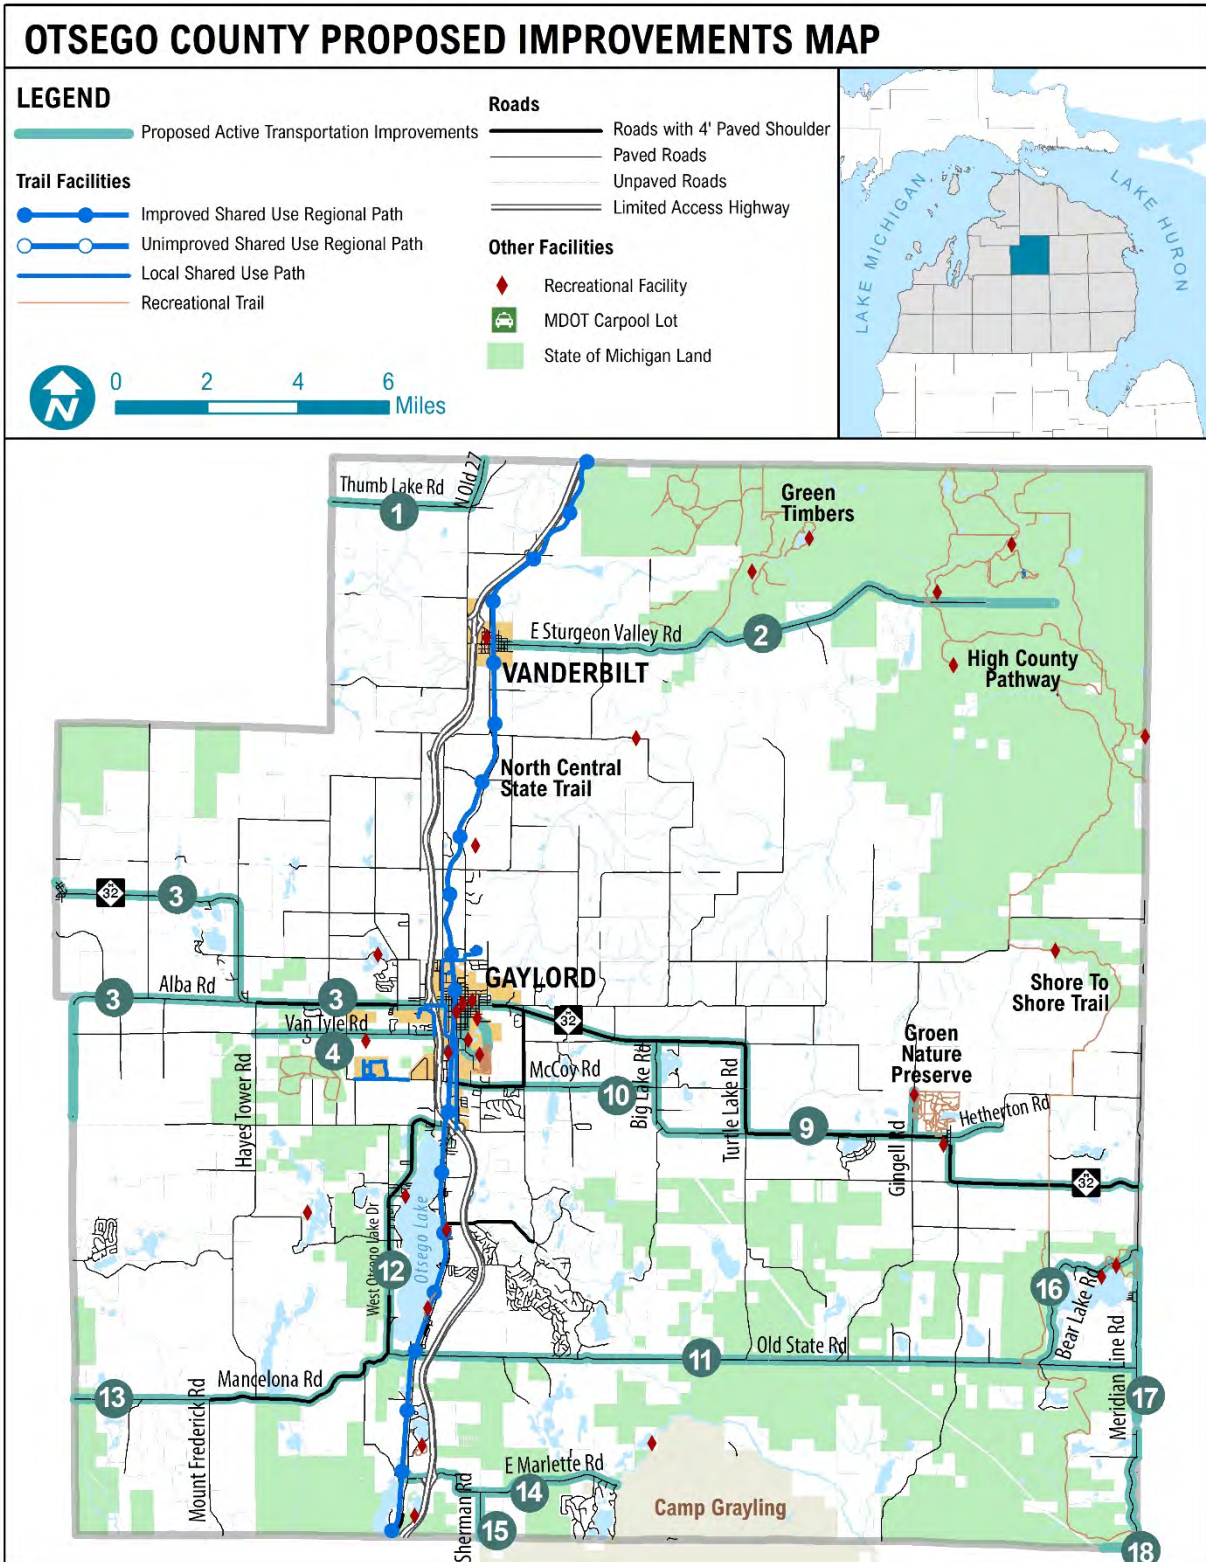 OTSEGO COUNTY PROPOSED IMPROVEMENTS MAP
LEGEND
Proposed Active Transportation Improvements
Trail Facilities
Improved Shared Use Regional Path
Unimproved Shared Use Regional Path
Local Shared Use Path
Recreational Trail
N
0 2 4 6
Miles
Roads
Roads with 4' Paved Shoulder
Paved Roads
Unpaved Roads
Limited Access Highway
Other Facilities
Recreational Facility
MDOT Carpool Lot
State of Michigan Land
LAKE MICHIGAN
LAKE HURON
Thumb Lake Rd
N Old 27
1
Green
Timbers
E Sturgeon Valley Rd
2
VANDERBILT
High County
Pathway
North Central
State Trail
M
32
3
GAYLORD
Alba Rd
3
3
Shore To
Shore Trail
Van Tyle Rd
4
M
32
Groen
Nature
Preserve
McCoy Rd
10
Big Lake Rd
Turtle Lake Rd
Hayes Tower Rd
9
Gingell Rd
Hetherton Rd
M
32
West Otsego Lake Dr
Otsego Lake
12
16
Bear Lake Rd
Meridian Line Rd
Old State Rd
11
Mancelona Rd
13
17
Mount Frederick Rd
E Marlette Rd
14
Sherman Rd
15
Camp Grayling
18